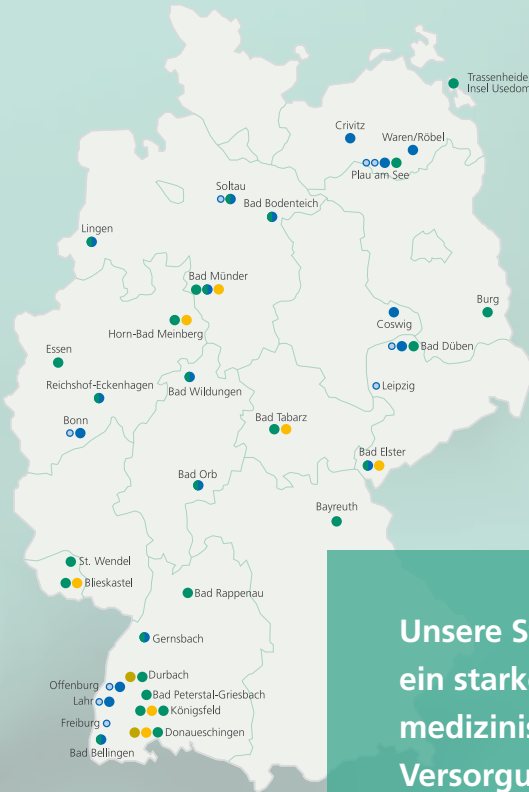 Trassenheide
Insel Usedom
Crivitz
Waren/Röbel
Plau am See
Soltau
Bad Bodenteich
Lingen
Bad Münder
Horn-Bad Meinberg
Burg
Coswig
Bad Düben
Essen
Reichshof-Eckenhagen
Bad Wildungen
Leipzig
Bonn
Bad Tabarz
Bad Elster
Bad Orb
Bayreuth
St. Wendel
Blieskastel
Bad Rappenau
Gernsbach
Durbach
Offenburg
Bad Peterstal-Griesbach
Lahr
Königsfeld
Freiburg
Donaueschingen
Bad Bellingen
Unsere S
ein stark
medizinis
Versorgu